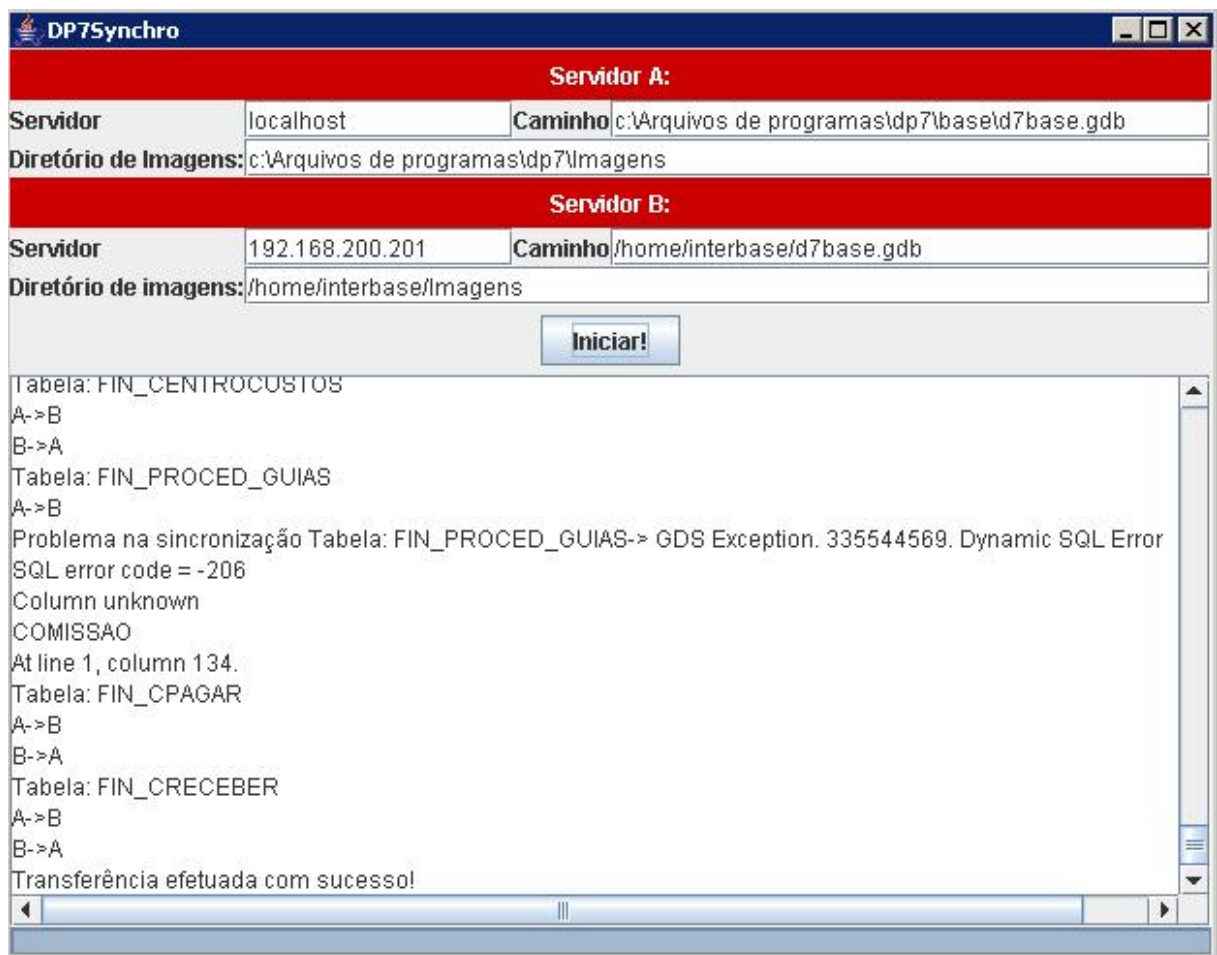 DP7Synchro
Servidor A:
Servidor localhost Caminho c:\Arquivos de programas\dp7\base\d7base.gdb
Diretório de Imagens: c:\Arquivos de programas\dp7\Imagens
Servidor B:
Servidor 192.168.200.201 Caminho /home/interbase/d7base.gdb
Diretório de imagens: /home/interbase/Imagens
Iniciar!
Tabela: FIN_CENTROCUSTOS
A->B
B->A
Tabela: FIN_PROCED_GUIAS
A->B
Problema na sincronização Tabela: FIN_PROCED_GUIAS-> GDS Exception. 335544569. Dynamic SQL Error
SQL error code = -206
Column unknown
COMISSAO
At line 1, column 134.
Tabela: FIN_CPAGAR
A->B
B->A
Tabela: FIN_CRECEBER
A->B
B->A
Transferência efetuada com sucesso!